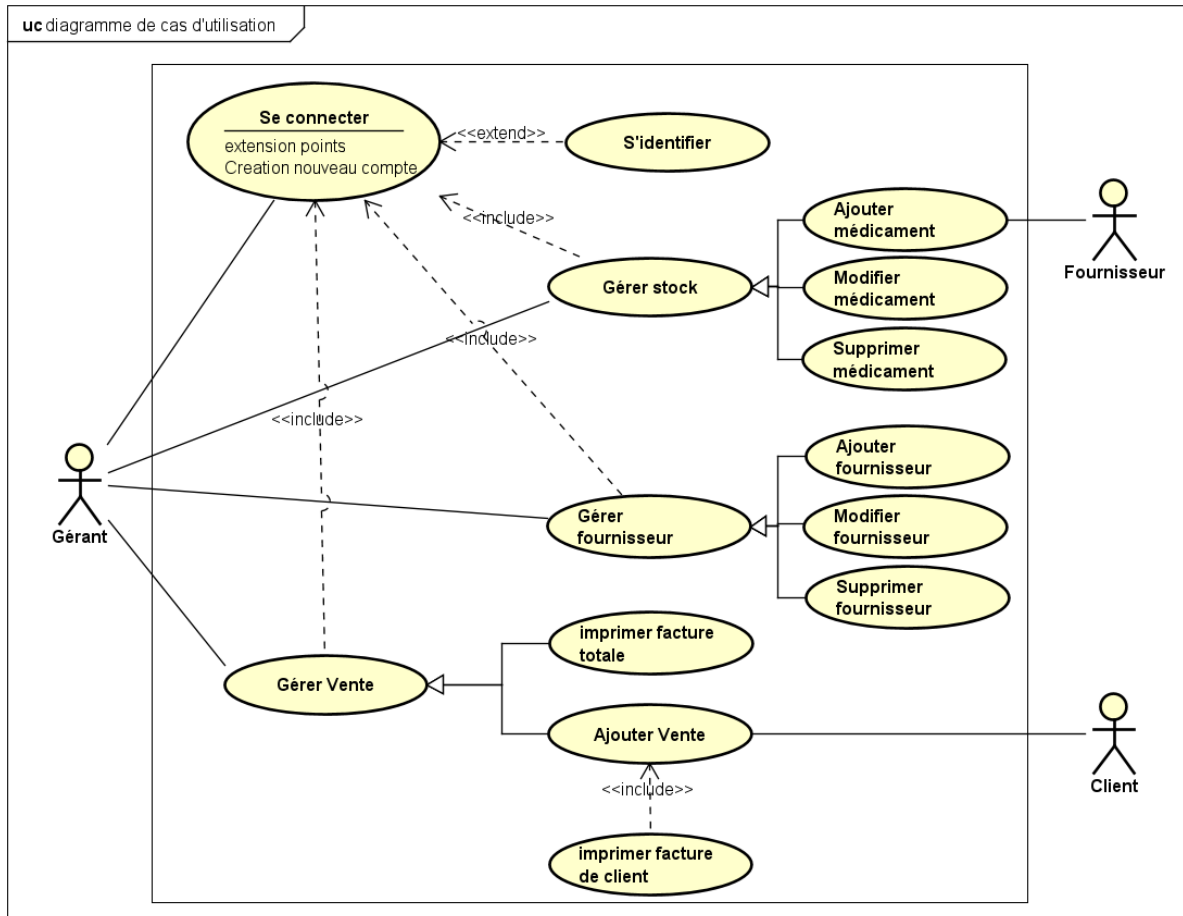 uc diagramme de cas d'utilisation
Se connecter
extension points
Creation nouveau compte
<<extend>>
S'identifier
<<include>>
Ajouter
médicament
Fournisseur
Gérer stock
Modifier
médicament
<<include>>
Supprimer
médicament
<<include>>
Gérant
Ajouter
fournisseur
Gérer
fournisseur
Modifier
fournisseur
Supprimer
fournisseur
imprimer facture
totale
Gérer Vente
Ajouter Vente
Client
<<include>>
imprimer facture
de client